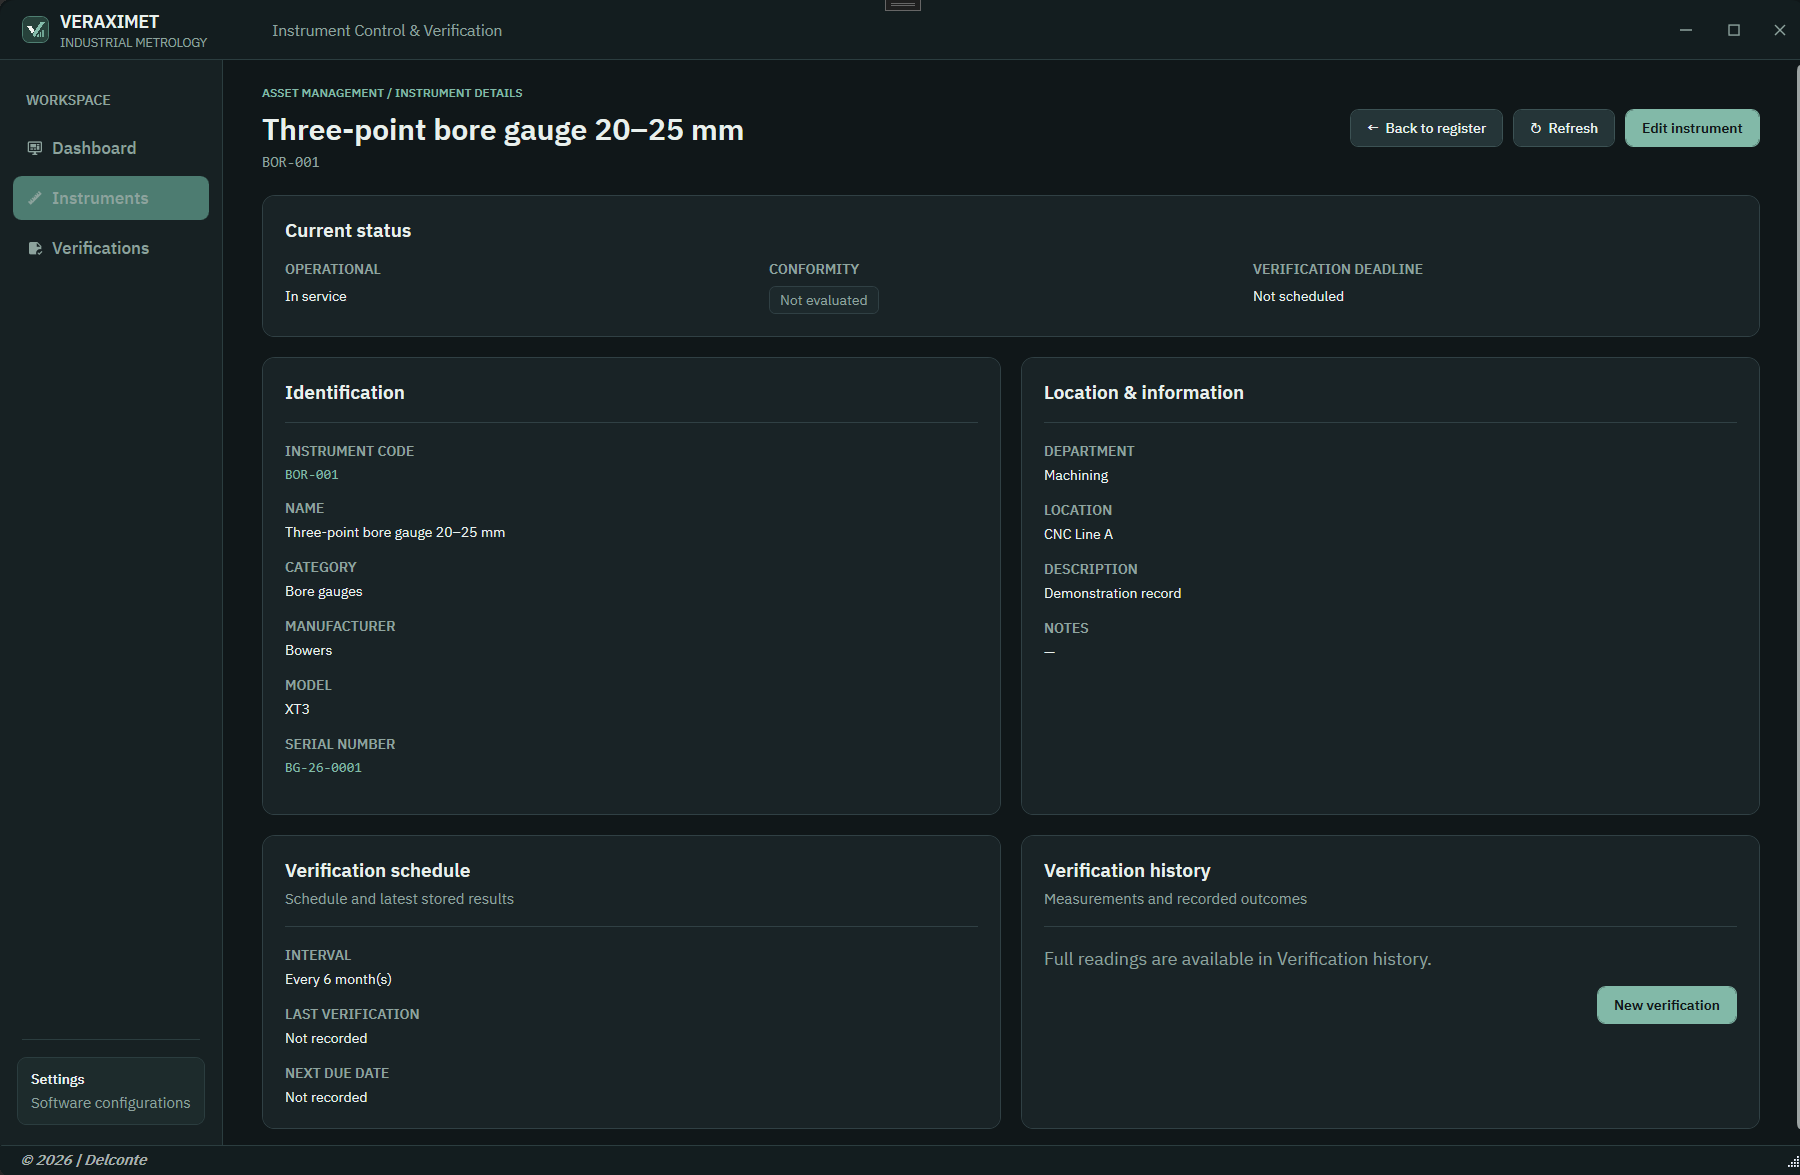 VERAXIMET
INDUSTRIAL METROLOGY
Instrument Control & Verification
WORKSPACE
Dashboard
Instruments
Verifications
ASSET MANAGEMENT / INSTRUMENT DETAILS
Three-point bore gauge 20–25 mm
BOR-001
← Back to register
↻ Refresh
Edit instrument
Current status
OPERATIONAL
In service
CONFORMITY
Not evaluated
VERIFICATION DEADLINE
Not scheduled
Identification
INSTRUMENT CODE
BOR-001
NAME
Three-point bore gauge 20–25 mm
CATEGORY
Bore gauges
MANUFACTURER
Bowers
MODEL
XT3
SERIAL NUMBER
BG-26-0001
Location & information
DEPARTMENT
Machining
LOCATION
CNC Line A
DESCRIPTION
Demonstration record
NOTES
—
Verification schedule
Schedule and latest stored results
INTERVAL
Every 6 month(s)
LAST VERIFICATION
Not recorded
NEXT DUE DATE
Not recorded
Verification history
Measurements and recorded outcomes
Full readings are available in Verification history.
New verification
Settings
Software configurations
© 2026 | Delconte